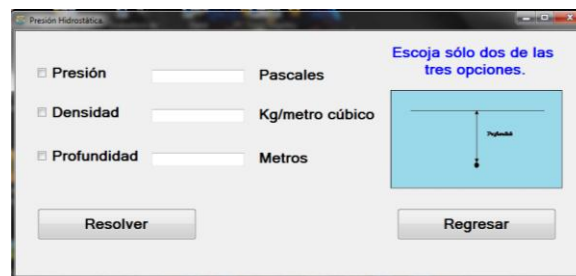 Presión Hidrostática
Escoja sólo dos de las
tres opciones.
Presión Pascales
Densidad Kg/metro cúbico
Profundidad Metros
Profundidad
Resolver Regresar